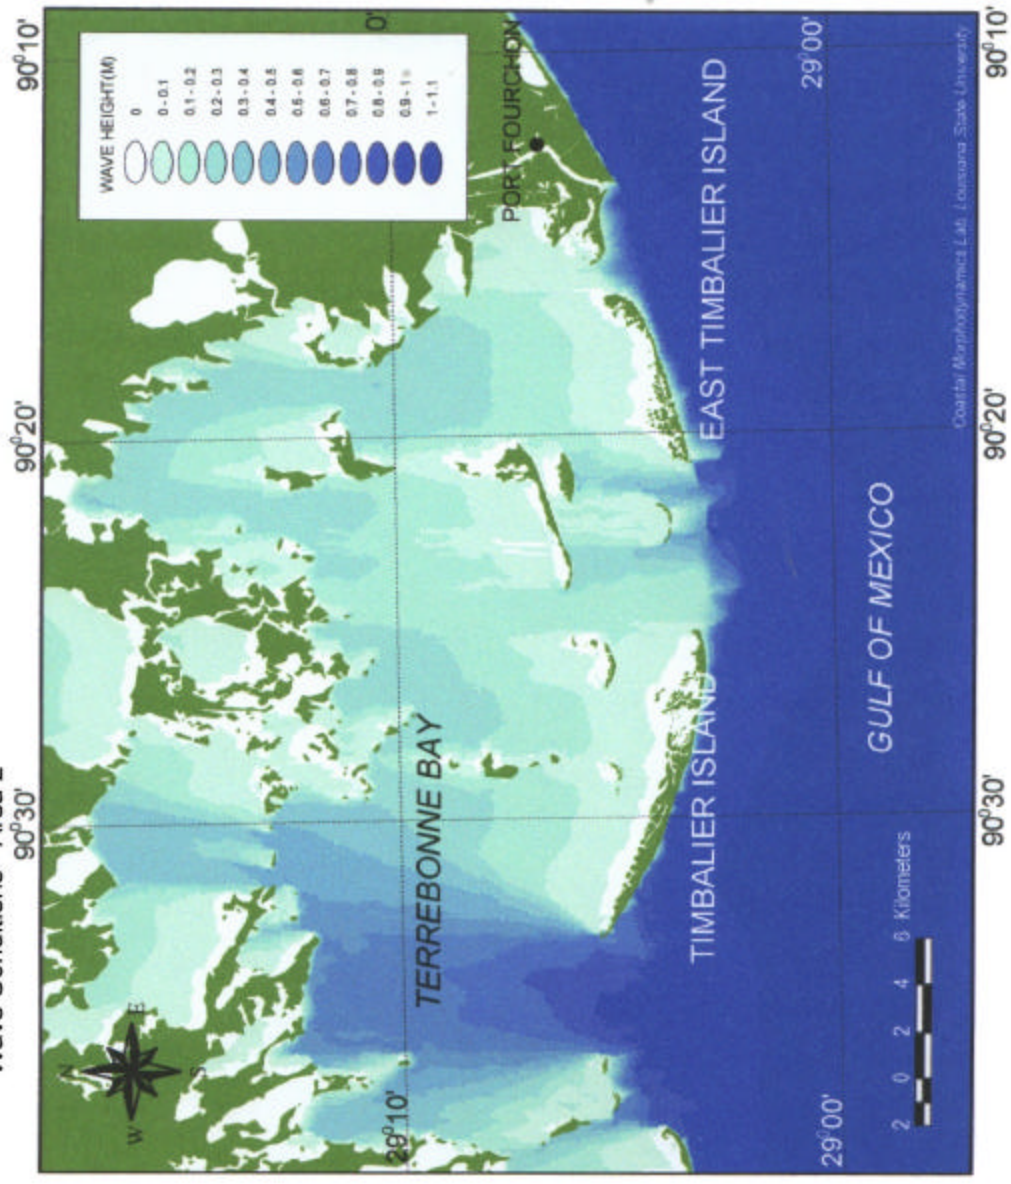 90°10'
90°20'
90°30'
WAVE HEIGHT(M)
0
0 - 0.1
0.1 - 0.2
0.2 - 0.3
0.3 - 0.4
0.4 - 0.5
0.5 - 0.6
0.6 - 0.7
0.7 - 0.8
0.8 - 0.9
0.9 - 1
1 - 1.1
N
W
E
S
0'
29°10'
PORT FOURCHON
TERREBONNE BAY
TIMBALIER ISLAND
EAST TIMBALIER ISLAND
29°00'
29°00'
GULF OF MEXICO
2 0 2 4 6 Kilometers
Coastal Morphodynamics Lab, Louisiana State University
90°30'
90°20'
90°10'